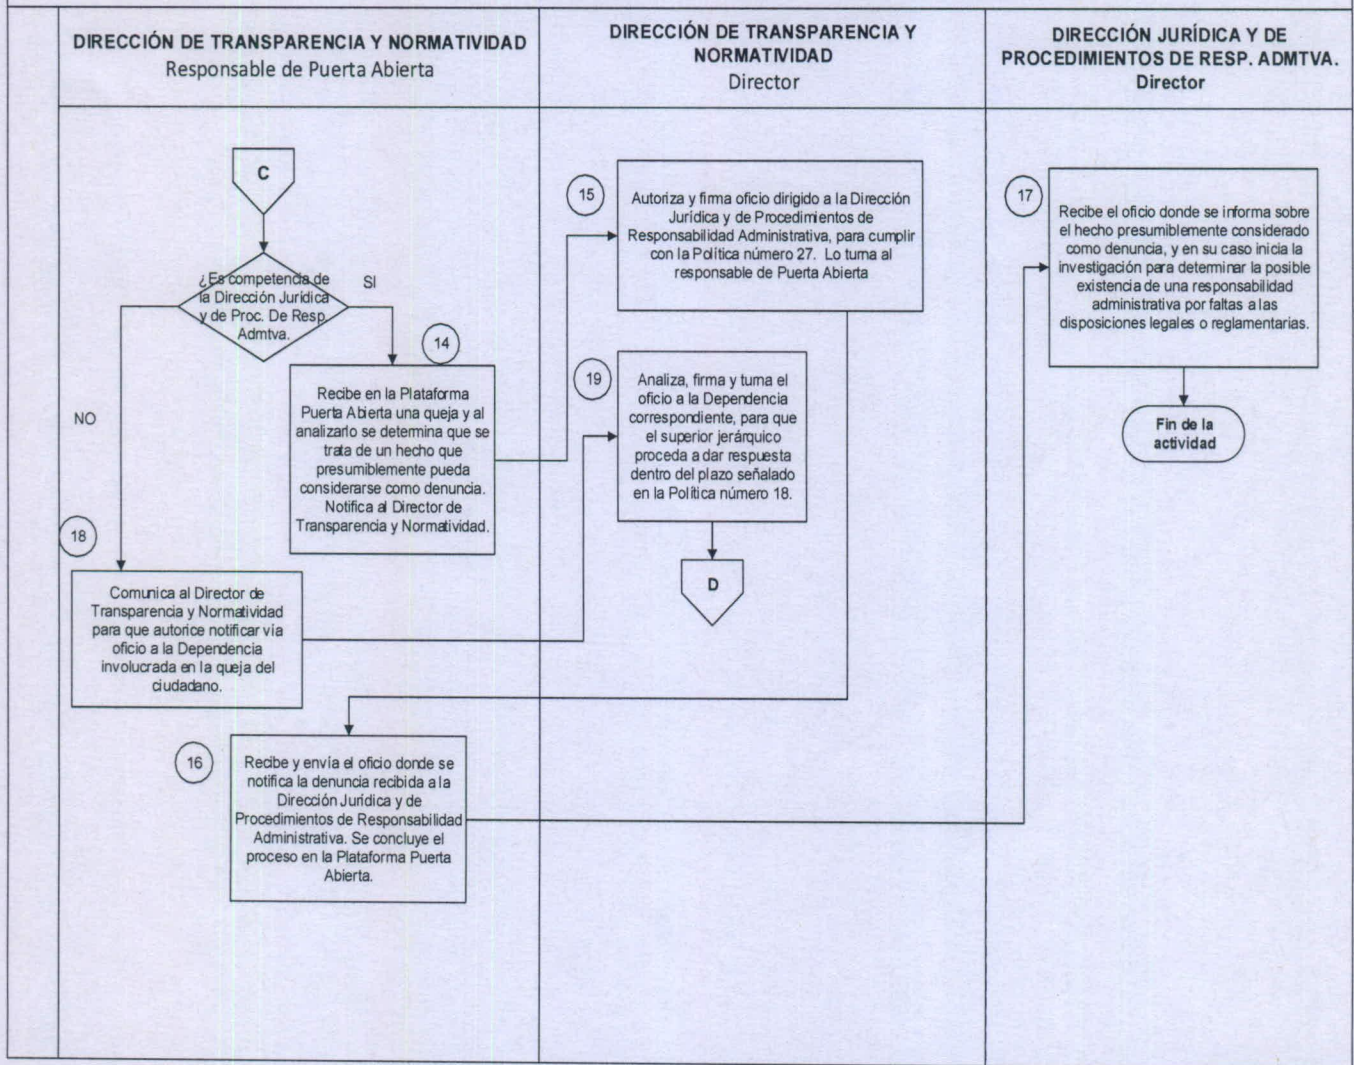 DIRECCIÓN DE TRANSPARENCIA Y NORMATIVIDAD
Responsable de Puerta Abierta
DIRECCIÓN DE TRANSPARENCIA Y
NORMATIVIDAD
Director
DIRECCIÓN JURÍDICA Y DE
PROCEDIMIENTOS DE RESP. ADMTVA.
Director
C
¿Es competencia de
la Dirección Jurídica
y de Proc. De Resp.
Admtva.
SI
NO
14
Recibe en la Plataforma
Puerta Abierta una queja y al
analizarlo se determina que se
trata de un hecho que
presumiblemente pueda
considerarse como denuncia.
Notifica al Director de
Transparencia y Normatividad.
15
Autoriza y firma oficio dirigido a la Dirección
Jurídica y de Procedimientos de
Responsabilidad Administrativa, para cumplir
con la Política número 27. Lo turna al
responsable de Puerta Abierta
17
Recibe el oficio donde se informa sobre
el hecho presumiblemente considerado
como denuncia, y en su caso inicia la
investigación para determinar la posible
existencia de una responsabilidad
administrativa por faltas a las
disposiciones legales o reglamentarias.
Fin de la
actividad
19
Analiza, firma y turna el
oficio a la Dependencia
correspondiente, para que
el superior jerárquico
proceda a dar respuesta
dentro del plazo señalado
en la Política número 18.
D
18
Comunica al Director de
Transparencia y Normatividad
para que autorice notificar vía
oficio a la Dependencia
involucrada en la queja del
ciudadano.
16
Recibe y envía el oficio donde se
notifica la denuncia recibida a la
Dirección Jurídica y de
Procedimientos de Responsabilidad
Administrativa. Se concluye el
proceso en la Plataforma Puerta
Abierta.